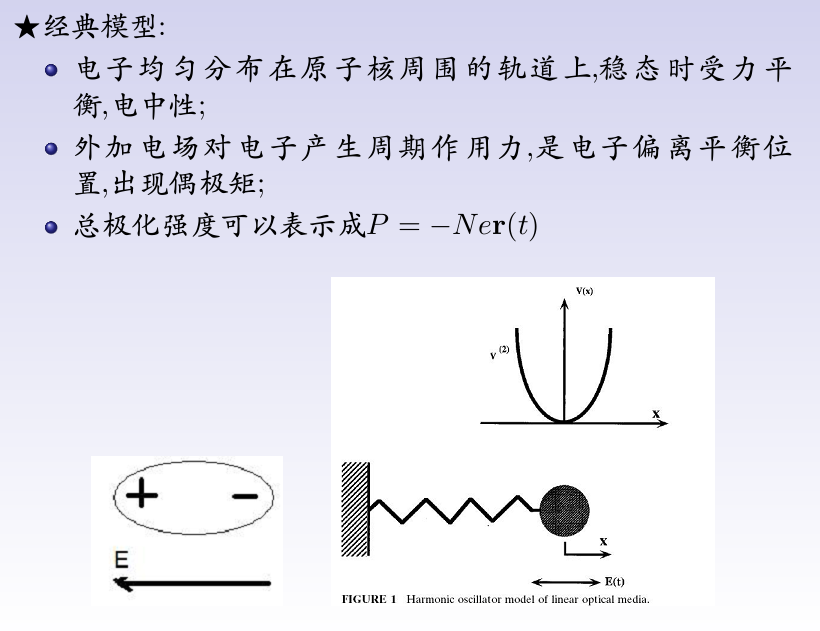 ★经典模型:
电子均匀分布在原子核周围的轨道上,稳态时受力平
衡,电中性;
外加电场对电子产生周期作用力,是电子偏离平衡位
置,出现偶极矩;
总极化强度可以表示成P = −Ner(t)
V(x)
V (2)
x
+ −
E
x
E(t)
FIGURE 1 Harmonic oscillator model of linear optical media.